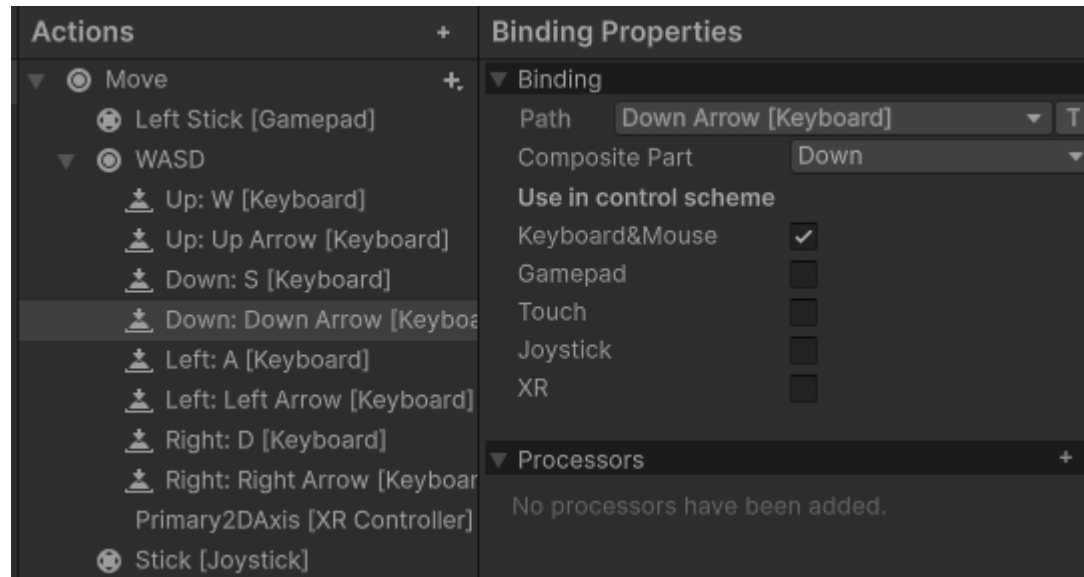 Actions +
Move +
Left Stick [Gamepad]
WASD
Up: W [Keyboard]
Up: Up Arrow [Keyboard]
Down: S [Keyboard]
Down: Down Arrow [Keyboa
Left: A [Keyboard]
Left: Left Arrow [Keyboard]
Right: D [Keyboard]
Right: Right Arrow [Keyboar
Primary2DAxis [XR Controller]
Stick [Joystick]
Binding Properties
Binding
Path Down Arrow [Keyboard] T
Composite Part Down
Use in control scheme
Keyboard&Mouse
Gamepad
Touch
Joystick
XR
Processors +
No processors have been added.